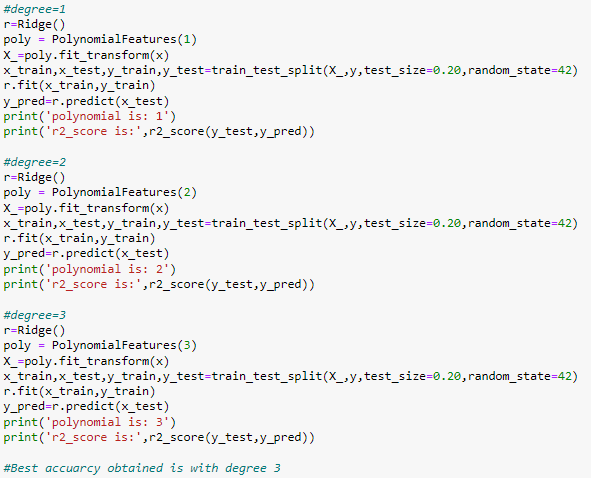 #degree=1
r=Ridge()
poly = PolynomialFeatures(1)
X_=poly.fit_transform(x)
x_train,x_test,y_train,y_test=train_test_split(X_,y,test_size=0.20,random_state=42)
r.fit(x_train,y_train)
y_pred=r.predict(x_test)
print('polynomial is: 1')
print('r2_score is:',r2_score(y_test,y_pred))
#degree=2
r=Ridge()
poly = PolynomialFeatures(2)
X_=poly.fit_transform(x)
x_train,x_test,y_train,y_test=train_test_split(X_,y,test_size=0.20,random_state=42)
r.fit(x_train,y_train)
y_pred=r.predict(x_test)
print('polynomial is: 2')
print('r2_score is:',r2_score(y_test,y_pred))
#degree=3
r=Ridge()
poly = PolynomialFeatures(3)
X_=poly.fit_transform(x)
x_train,x_test,y_train,y_test=train_test_split(X_,y,test_size=0.20,random_state=42)
r.fit(x_train,y_train)
y_pred=r.predict(x_test)
print('polynomial is: 3')
print('r2_score is:',r2_score(y_test,y_pred))
#Best accuarcy obtained is with degree 3